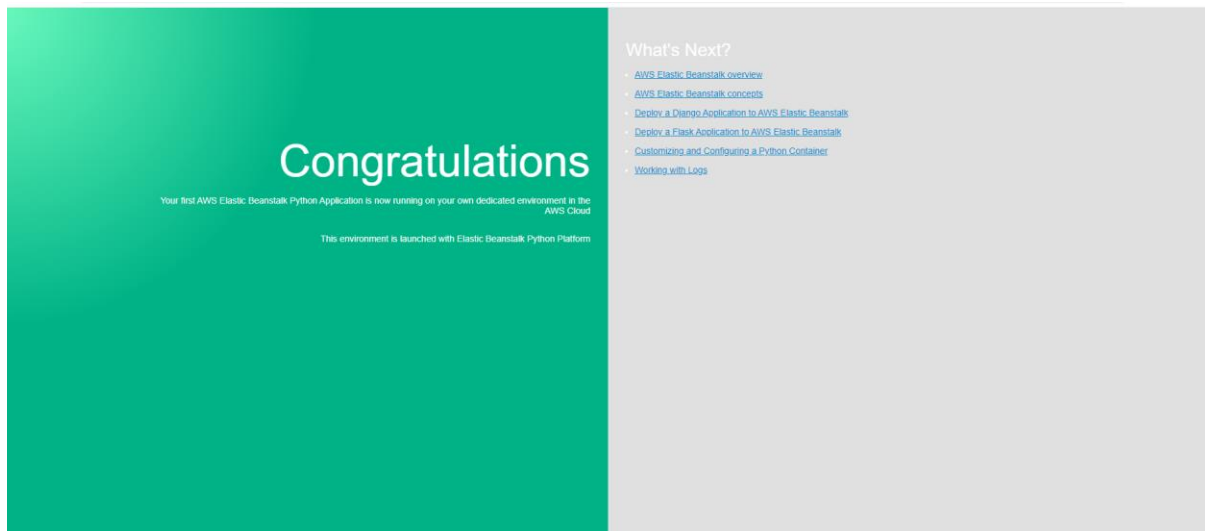 Congratulations
Your first AWS Elastic Beanstalk Python Application is now running on your own dedicated environment in the
AWS Cloud
This environment is launched with Elastic Beanstalk Python Platform
What's Next?
AWS Elastic Beanstalk overview
AWS Elastic Beanstalk concepts
Deploy a Django Application to AWS Elastic Beanstalk
Deploy a Flask Application to AWS Elastic Beanstalk
Customizing and Configuring a Python Container
Working with Logs